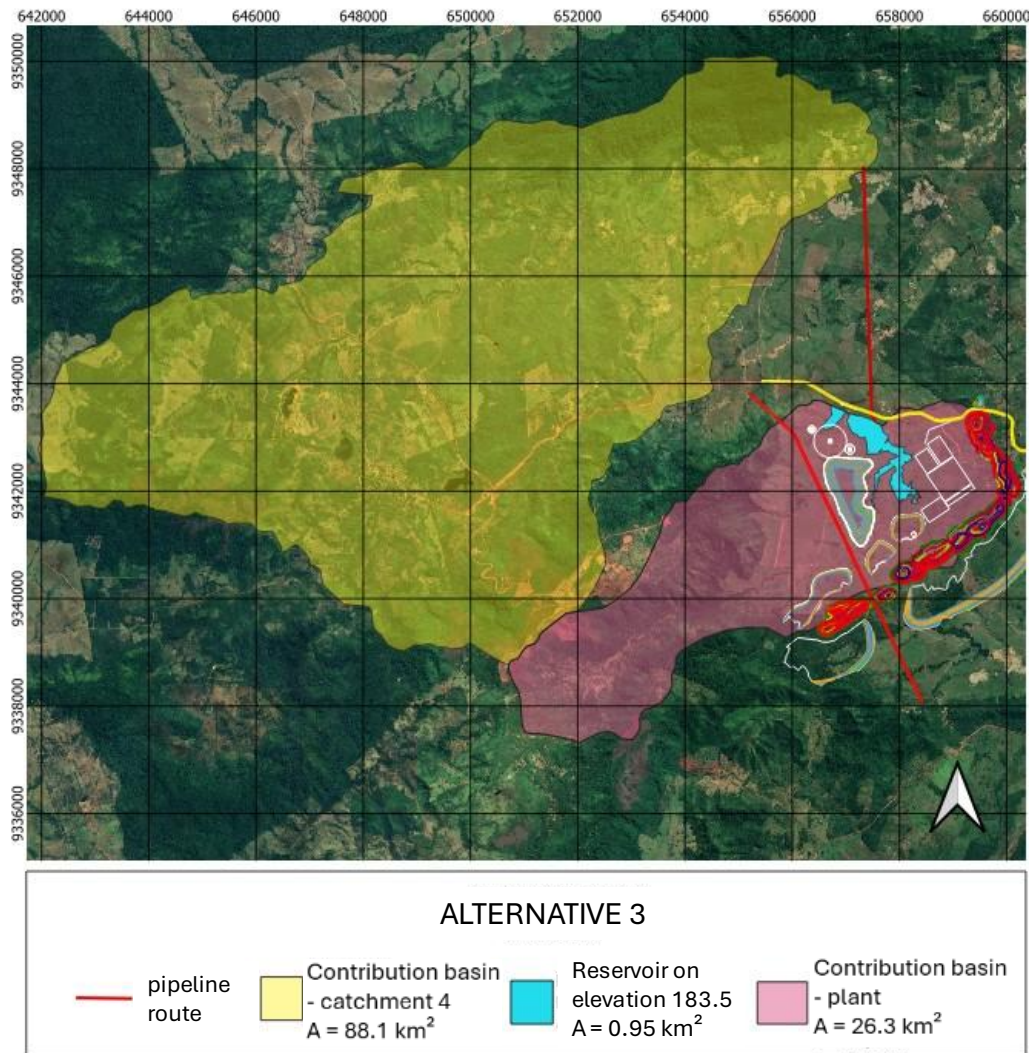 642000 644000 646000 648000 650000 652000 654000 656000 658000 660000
9350000
9348000
9346000
9344000
9342000
9340000
9338000
9336000
ALTERNATIVE 3
pipeline
route
Contribution basin
- catchment 4
A = 88.1 km²
Reservoir on
elevation 183.5
A = 0.95 km²
Contribution basin
- plant
A = 26.3 km²